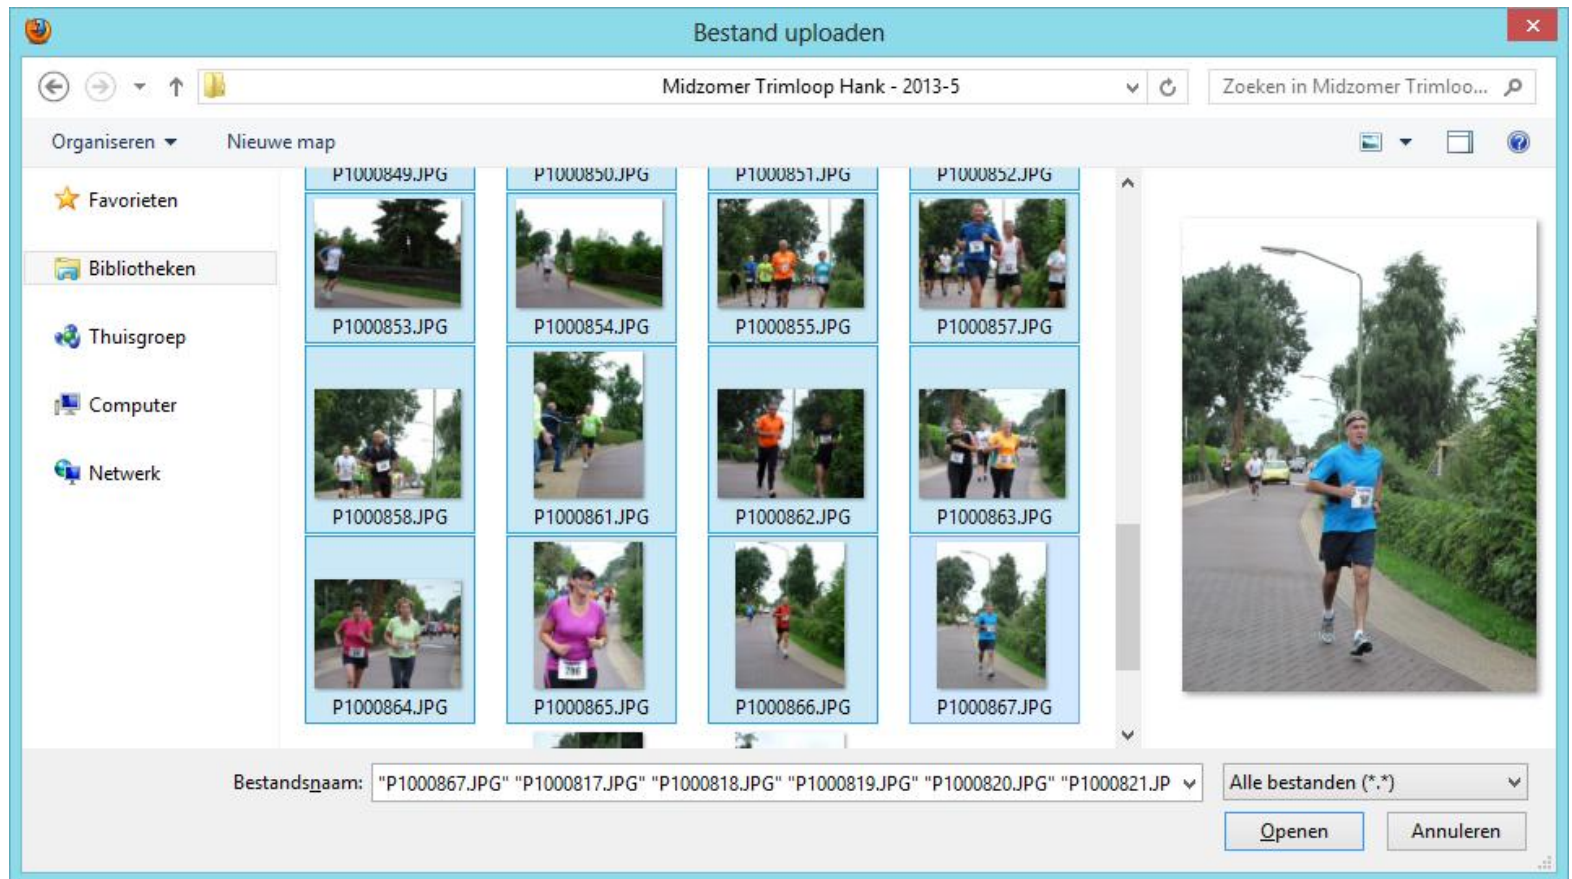 Bestand uploaden
Midzomer Trimloop Hank - 2013-5
Zoeken in Midzomer Trimloo...
Organiseren
Nieuwe map
Favorieten
Bibliotheken
Thuisgroep
Computer
Netwerk
P1000849.JPG P1000850.JPG P1000851.JPG P1000852.JPG
P1000853.JPG P1000854.JPG P1000855.JPG P1000857.JPG
P1000858.JPG P1000861.JPG P1000862.JPG P1000863.JPG
786
P1000864.JPG P1000865.JPG P1000866.JPG P1000867.JPG
Bestandsnaam: "P1000867.JPG" "P1000817.JPG" "P1000818.JPG" "P1000819.JPG" "P1000820.JPG" "P1000821.JP
Alle bestanden (*.*)
Openen
Annuleren